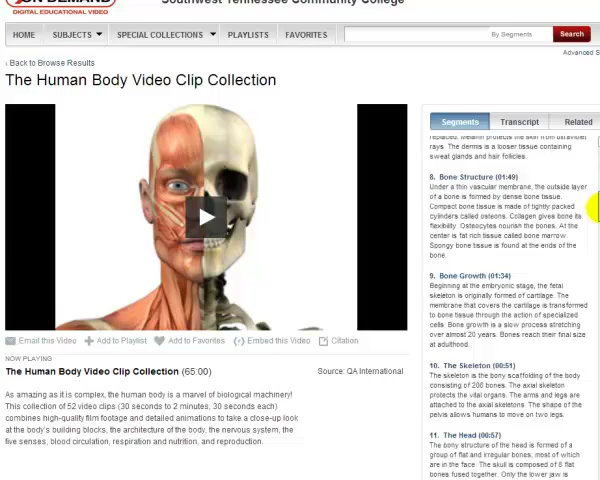 ON DEMAND
DIGITAL EDUCATIONAL VIDEO
Southwest Tennessee Community College
HOME SUBJECTS SPECIAL COLLECTIONS PLAYLISTS FAVORITES By Segments Search
Advanced S
‹ Back to Browse Results
The Human Body Video Clip Collection
Email this Video Add to Playlist Add to Favorites Embed this Video Citation
NOW PLAYING
The Human Body Video Clip Collection (65:00) Source: QA International
As amazing as it is complex, the human body is a marvel of biological machinery!
This collection of 52 video clips (30 seconds to 2 minutes, 30 seconds each)
combines high-quality film footage and detailed animations to take a close-up look
at the body's building blocks, the architecture of the body, the nervous system, the
five senses, blood circulation, respiration and nutrition, and reproduction.
Segments Transcript Related
replaced. Melanin protects the skin from ultraviolet
rays. The dermis is a looser tissue containing
sweat glands and hair follicles.
8. Bone Structure (01:49)
Under a thin vascular membrane, the outside layer
of a bone is formed by dense bone tissue.
Compact bone tissue is made of tightly packed
cylinders called osteons. Collagen gives bone its
flexibility. Osteocytes nourish the bones. At the
center is fat rich tissue called bone marrow.
Spongy bone tissue is found at the ends of the
bone.
9. Bone Growth (01:34)
Beginning at the embryonic stage, the fetal
skeleton is originally formed of cartilage. The
membrane that covers the cartilage is transformed
to bone tissue through the action of specialized
cells. Bone growth is a slow process stretching
over almost 20 years. Bones reach their final size
at adulthood.
10. The Skeleton (00:51)
The skeleton is the bony scaffolding of the body
consisting of 206 bones. The axial skeleton
protects the vital organs. The arms and legs are
attached to the axial skeletons. The shape of the
pelvis allows humans to move on two legs.
11. The Head (00:57)
The bony structure of the head is formed of a
group of flat and irregular bones, most of which
are in the face. The skull is composed of 8 flat
bones fused together. Only the lower jaw is